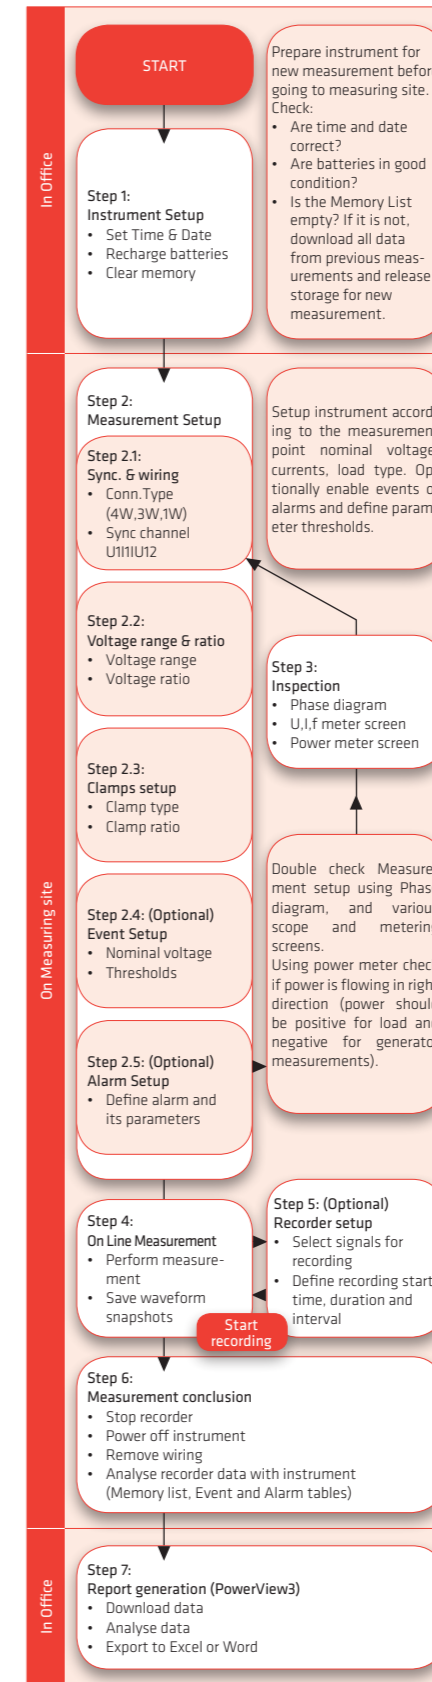 In Office
START
Prepare instrument for
new measurement befor
going to measuring site.
Check:
• Are time and date
correct?
• Are batteries in good
condition?
• Is the Memory List
empty? If it is not,
download all data
from previous meas-
urements and release
storage for new
measurement.
Step 1:
Instrument Setup
• Set Time & Date
• Recharge batteries
• Clear memory
On Measuring site
Step 2:
Measurement Setup
Step 2.1:
Sync. & wiring
• Conn.Type
(4W,3W,1W)
• Sync channel
U1I1IU12
Setup instrument accord
ing to the measuremen
point nominal voltage
currents, load type. Op
tionally enable events o
alarms and define param
eter thresholds.
Step 2.2:
Voltage range & ratio
• Voltage range
• Voltage ratio
Step 3:
Inspection
• Phase diagram
• U,I,f meter screen
• Power meter screen
Step 2.3:
Clamps setup
• Clamp type
• Clamp ratio
Step 2.4: (Optional)
Event Setup
• Nominal voltage
• Thresholds
Step 2.5: (Optional)
Alarm Setup
• Define alarm and
its parameters
Double check Measure
ment setup using Phas
diagram, and variou
scope and meterin
screens.
Using power meter chec
if power is flowing in righ
direction (power shoul
be positive for load an
negative for generato
measurements).
Step 4:
On Line Measurement
• Perform measure-
ment
• Save waveform
snapshots
Step 5: (Optional)
Recorder setup
• Select signals for
recording
• Define recording start
time, duration and
interval
Start
recording
Step 6:
Measurement conclusion
• Stop recorder
• Power off instrument
• Remove wiring
• Analyse recorder data with instrument
(Memory list, Event and Alarm tables)
In Office
Step 7:
Report generation (PowerView3)
• Download data
• Analyse data
• Export to Excel or Word